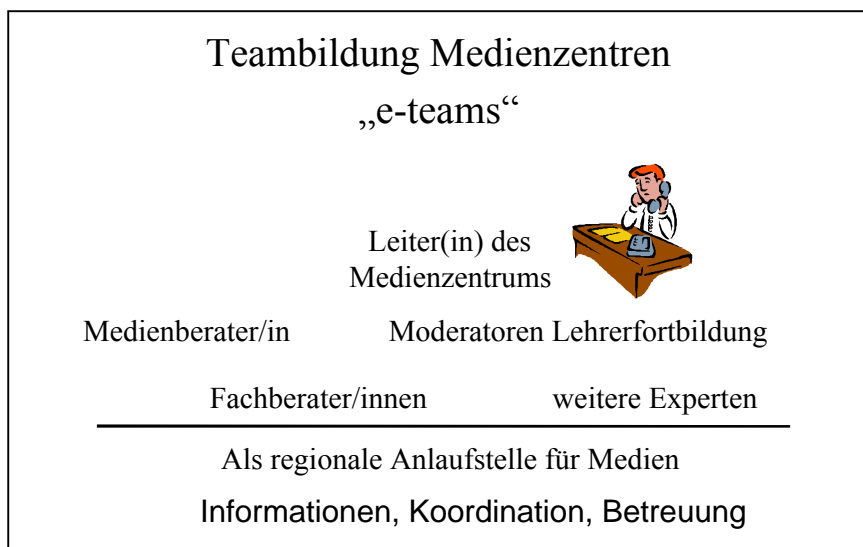 Teambildung Medienzentren
„e-teams“
Leiter(in) des
Medienzentrums
Medienberater/in Moderatoren Lehrerfortbildung
Fachberater/innen weitere Experten
Als regionale Anlaufstelle für Medien
Informationen, Koordination, Betreuung